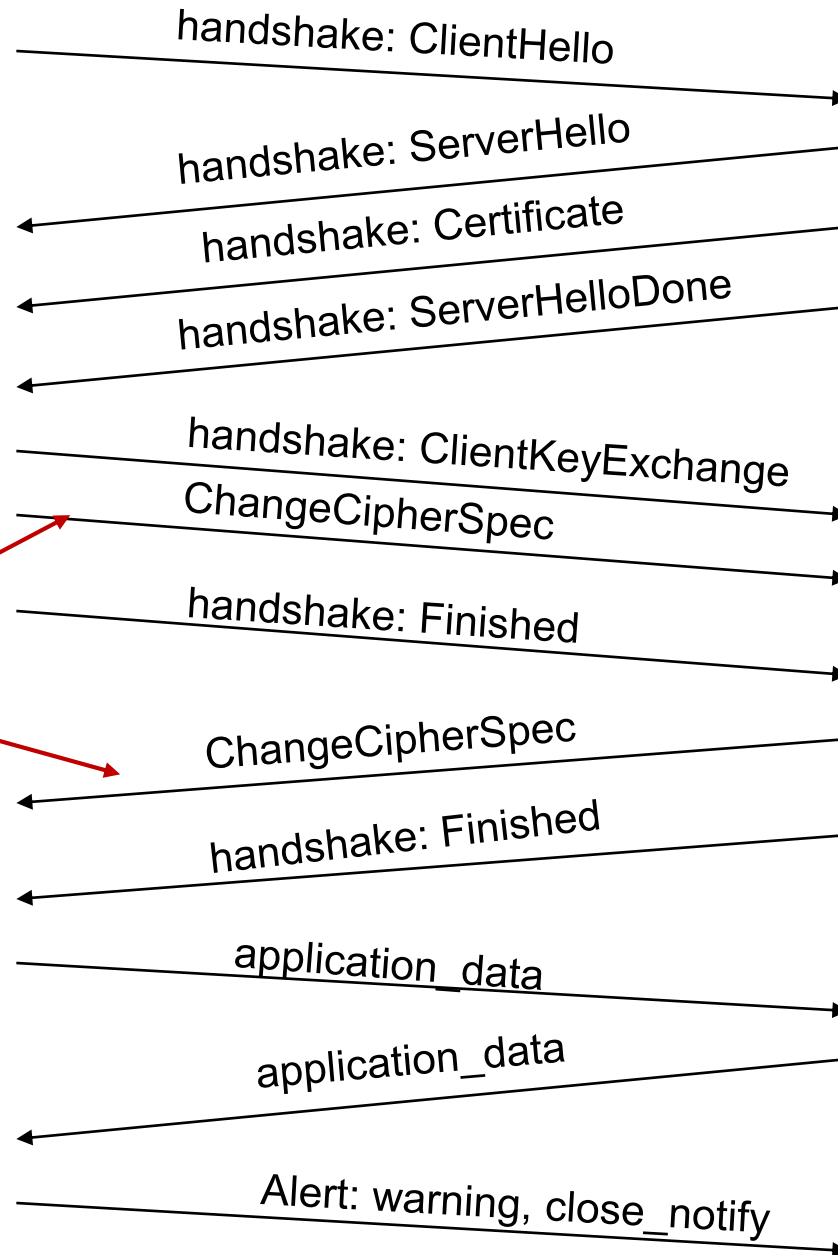 handshake: ClientHello
handshake: ServerHello
handshake: Certificate
handshake: ServerHelloDone
handshake: ClientKeyExchange
ChangeCipherSpec
handshake: Finished
ChangeCipherSpec
handshake: Finished
application_data
application_data
Alert: warning, close_notify